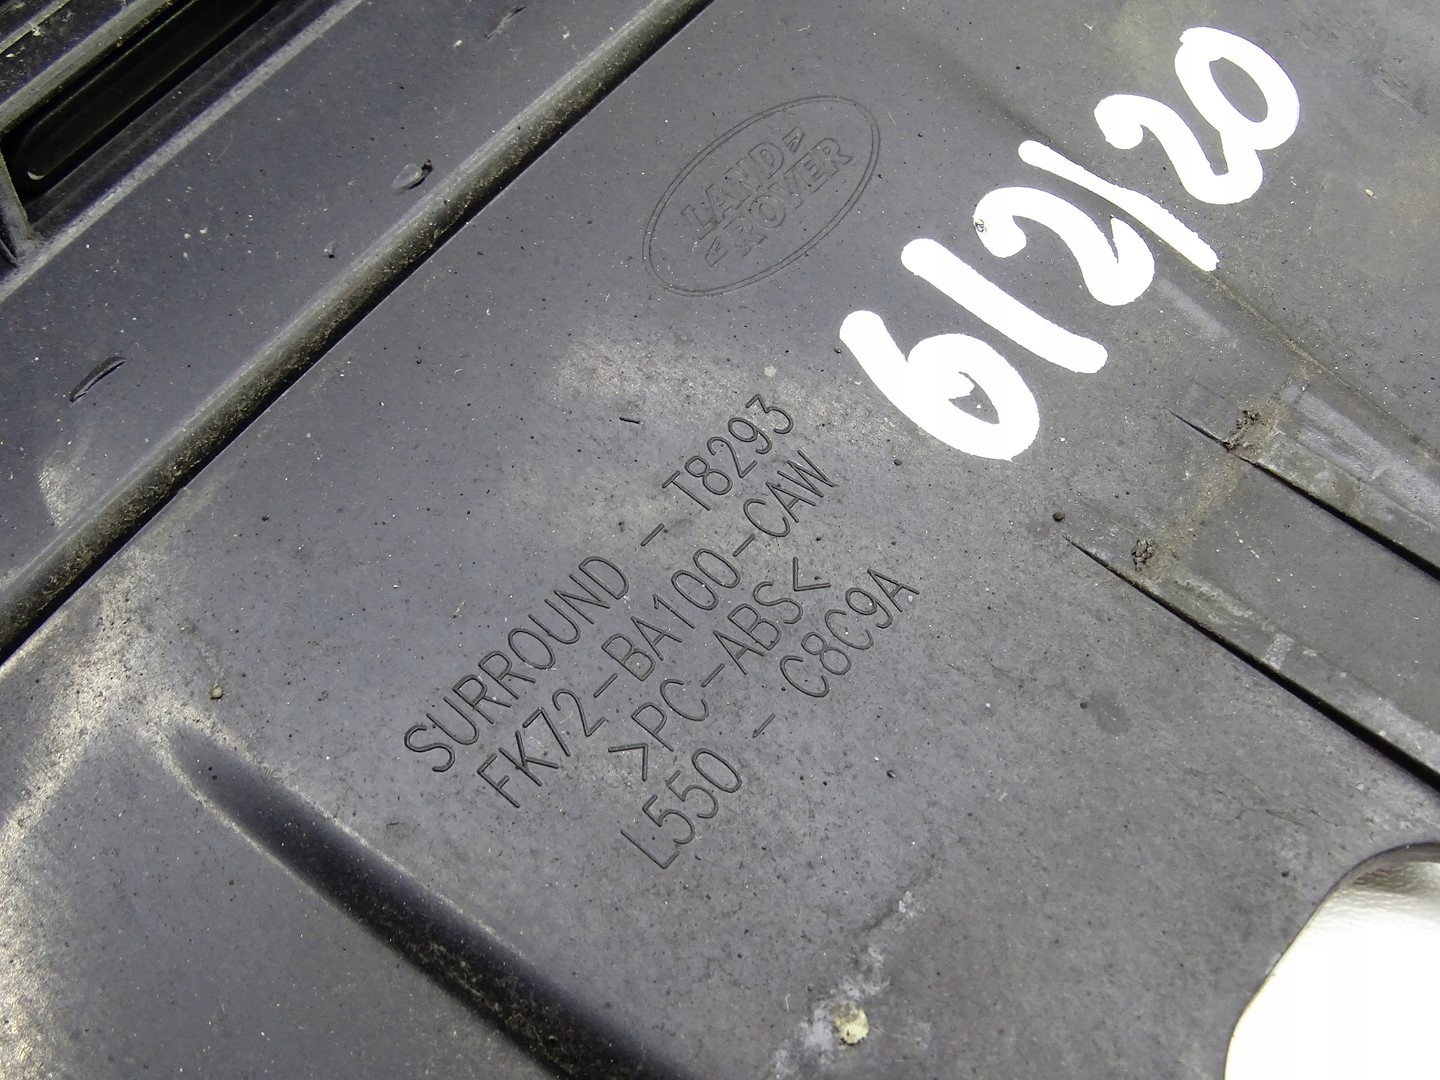 LAND-
-ROVER
6/2/20
SURROUND - T8293
FK72-BA100-CAW
>PC-ABS<
L550 - C8C9A